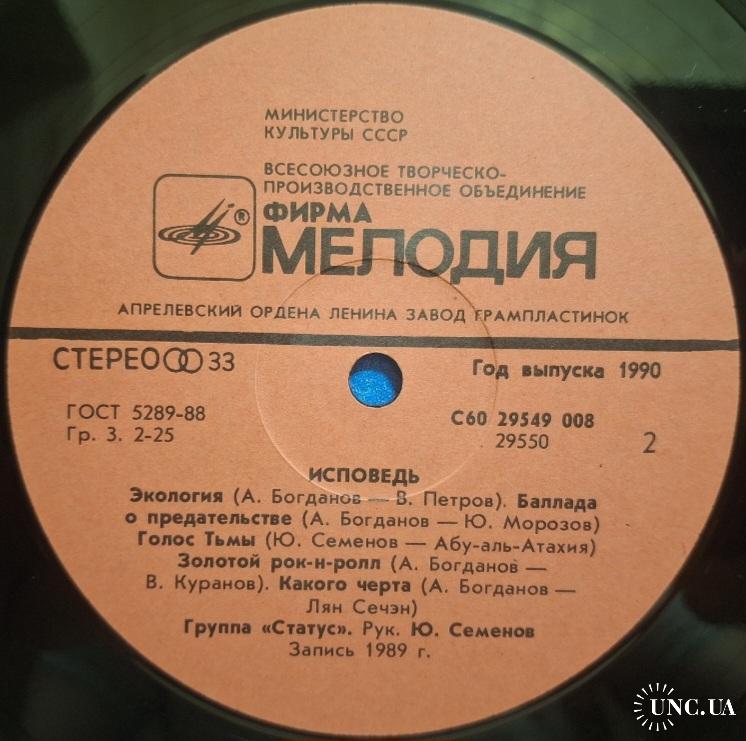 МИНИСТЕРСТВО
КУЛЬТУРЫ СССР
ВСЕСОЮЗНОЕ ТВОРЧЕСКО-
ПРОИЗВОДСТВЕННОЕ ОБЪЕДИНЕНИЕ
®
ФИРМА
МЕЛОДИЯ
АПРЕЛЕВСКИЙ ОРДЕНА ЛЕНИНА ЗАВОД ГРАМПЛАСТИНОК
СТЕРЕО 33
Год выпуска 1990
ГОСТ 5289-88
Гр. 3. 2-25
С60 29549 008
29550
2
ИСПОВЕДЬ
Экология (А. Богданов — В. Петров). Баллада
о предательстве (А. Богданов — Ю. Морозов)
Голос Тьмы (Ю. Семенов — Абу-аль-Атахия)
Золотой рок-н-ролл (А. Богданов —
В. Куранов). Какого черта (А. Богданов —
Лян Сечэн)
Группа «Статус». Рук. Ю. Семенов
Запись 1989 г.
UNC.UA